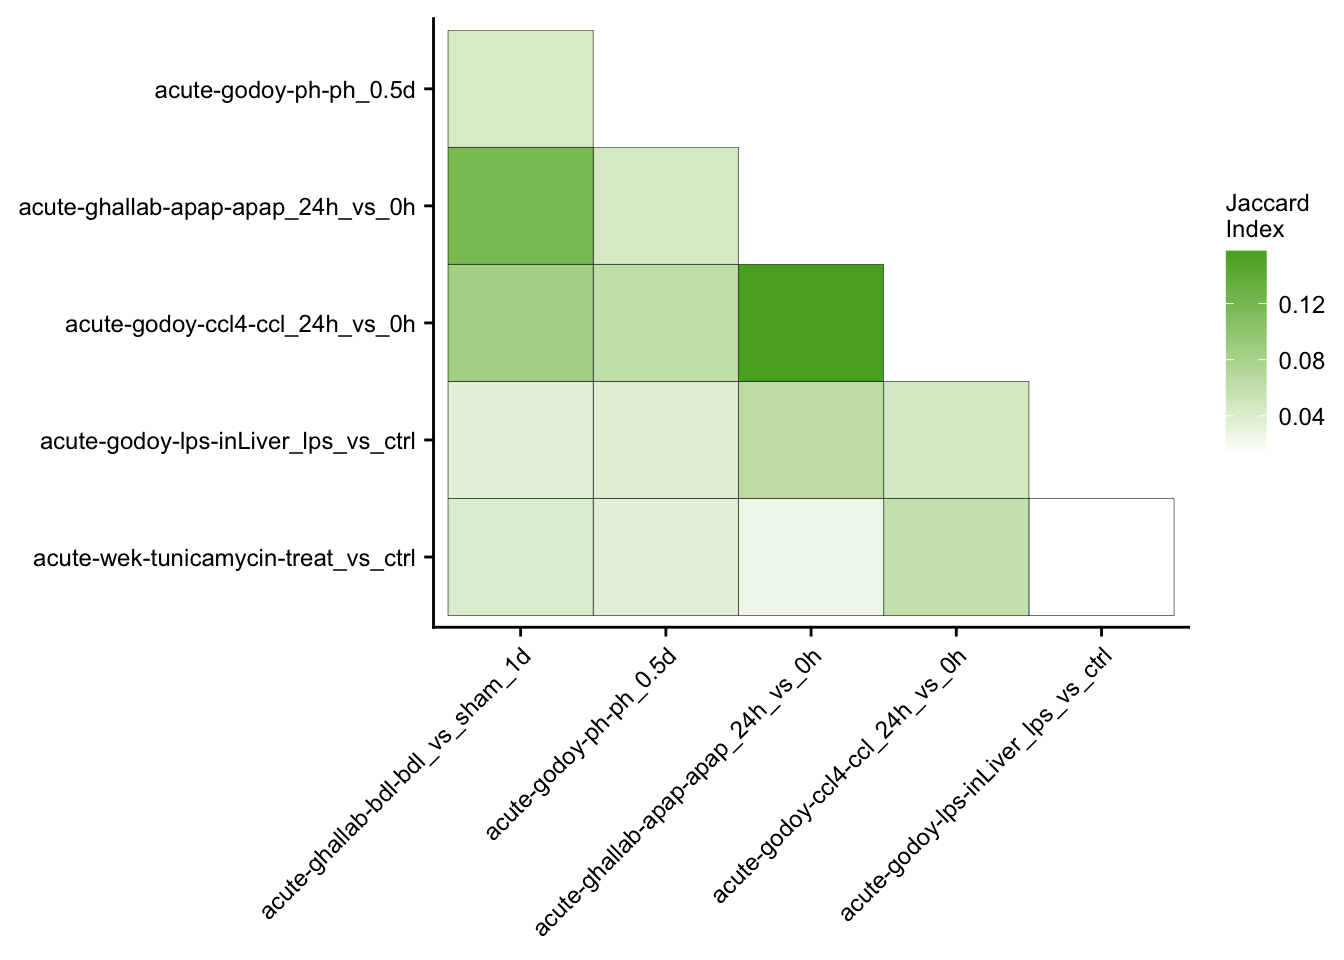 acute-godoy-ph-ph_0.5d
acute-ghallab-apap-apap_24h_vs_0h
acute-godoy-ccl4-ccl_24h_vs_0h
acute-godoy-lps-inLiver_lps_vs_ctrl
acute-wek-tunicamycin-treat_vs_ctrl
acute-ghallab-bdl-bdl_vs_sham_1d
acute-godoy-ph-ph_0.5d
acute-ghallab-apap-apap_24h_vs_0h
acute-godoy-ccl4-ccl_24h_vs_0h
acute-godoy-lps-inLiver_lps_vs_ctrl
Jaccard
Index
0.12
0.08
0.04